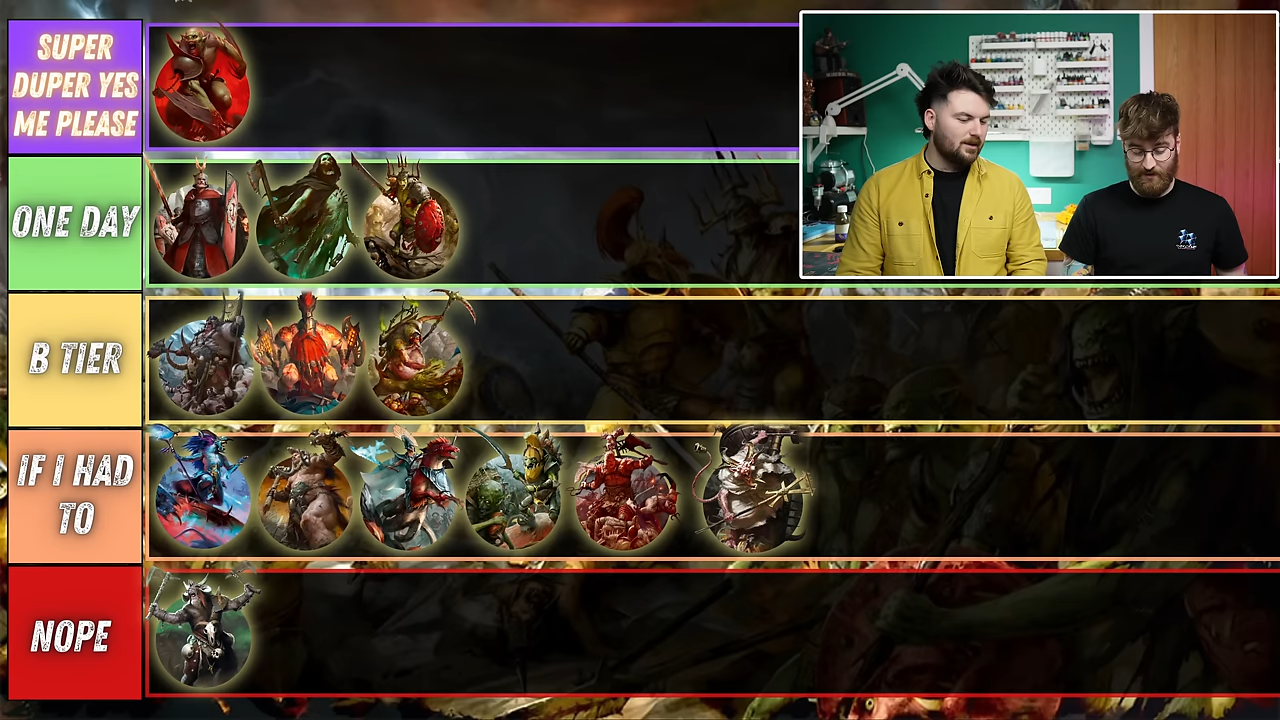 SUPER
DUPER YES
ME PLEASE
ONE DAY
B TIER
IF I HAD
TO
NOPE